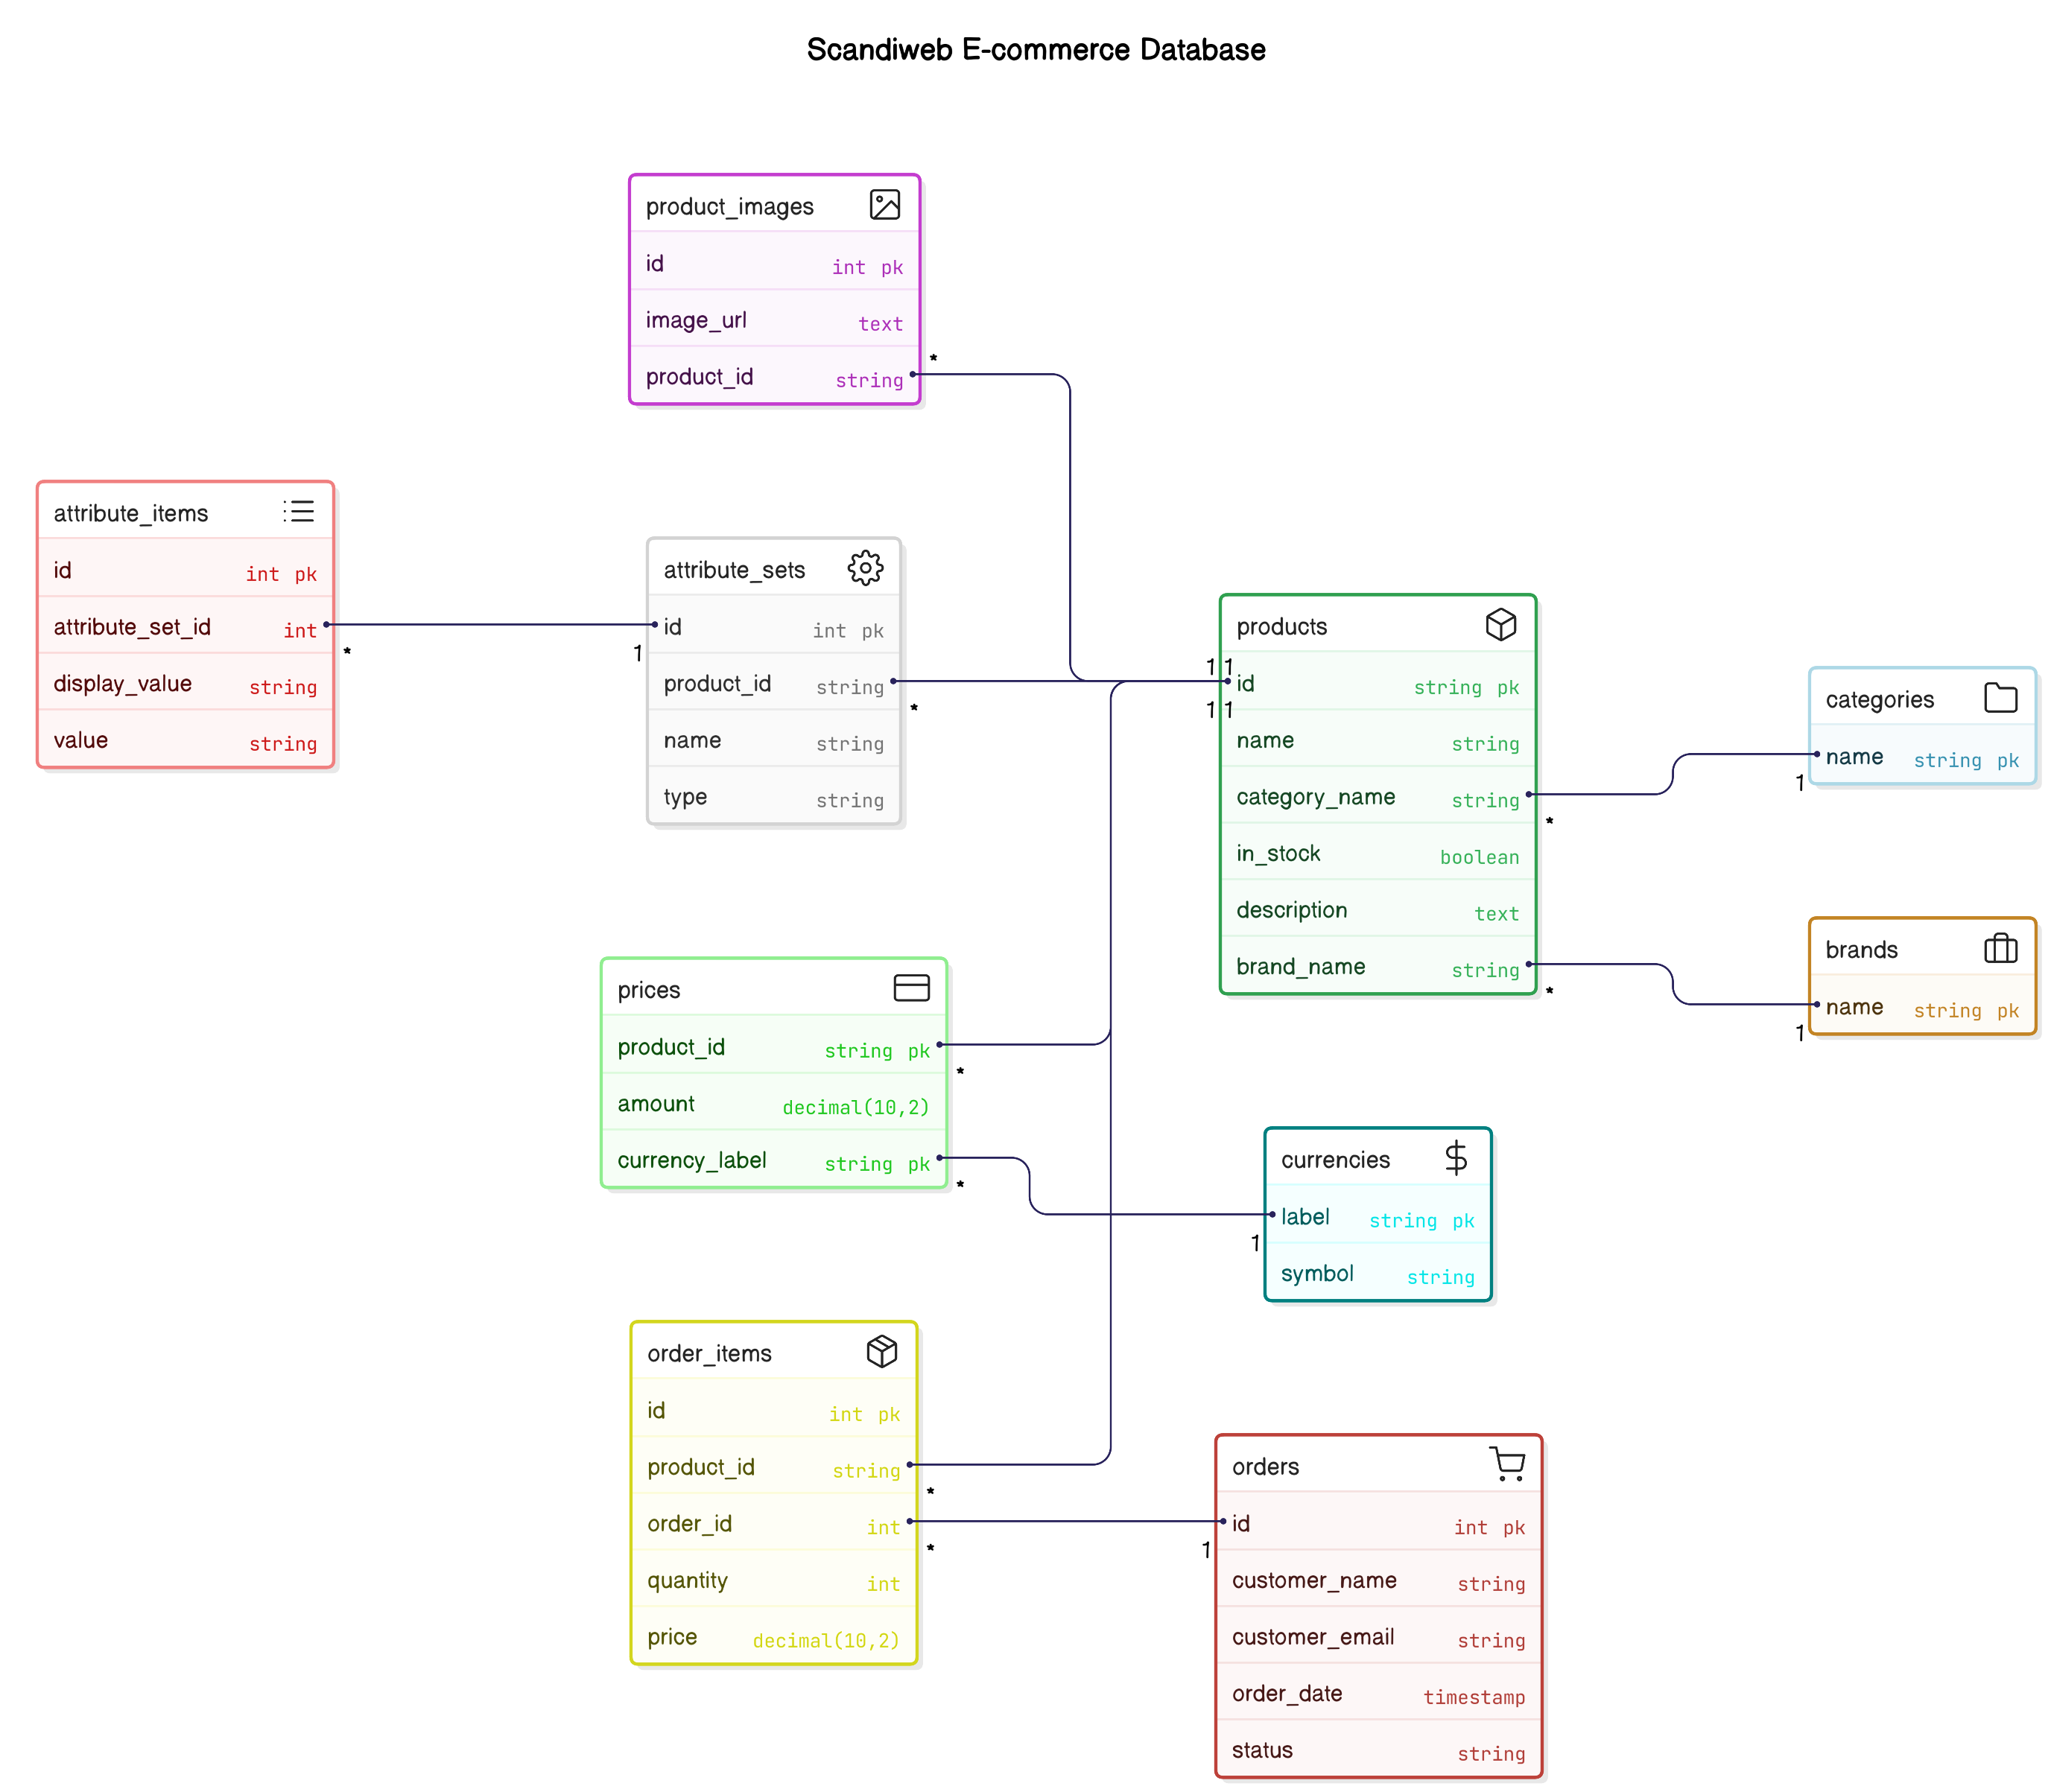 Scandiweb E-commerce Database
product_images
id int pk
image_url text
product_id string
*
attribute_items
id int pk
attribute_set_id int
*
display_value string
value string
attribute_sets
id int pk
1
product_id string
*
name string
type string
products
1 1
id string pk
1 1
name string
category_name string
*
in_stock boolean
description text
brand_name string
*
categories
name string pk
1
brands
name string pk
1
prices
product_id string pk
*
amount decimal(10,2)
currency_label string pk
*
currencies
label string pk
1
symbol string
order_items
id int pk
product_id string
*
order_id int
*
quantity int
price decimal(10,2)
orders
id int pk
1
customer_name string
customer_email string
order_date timestamp
status string